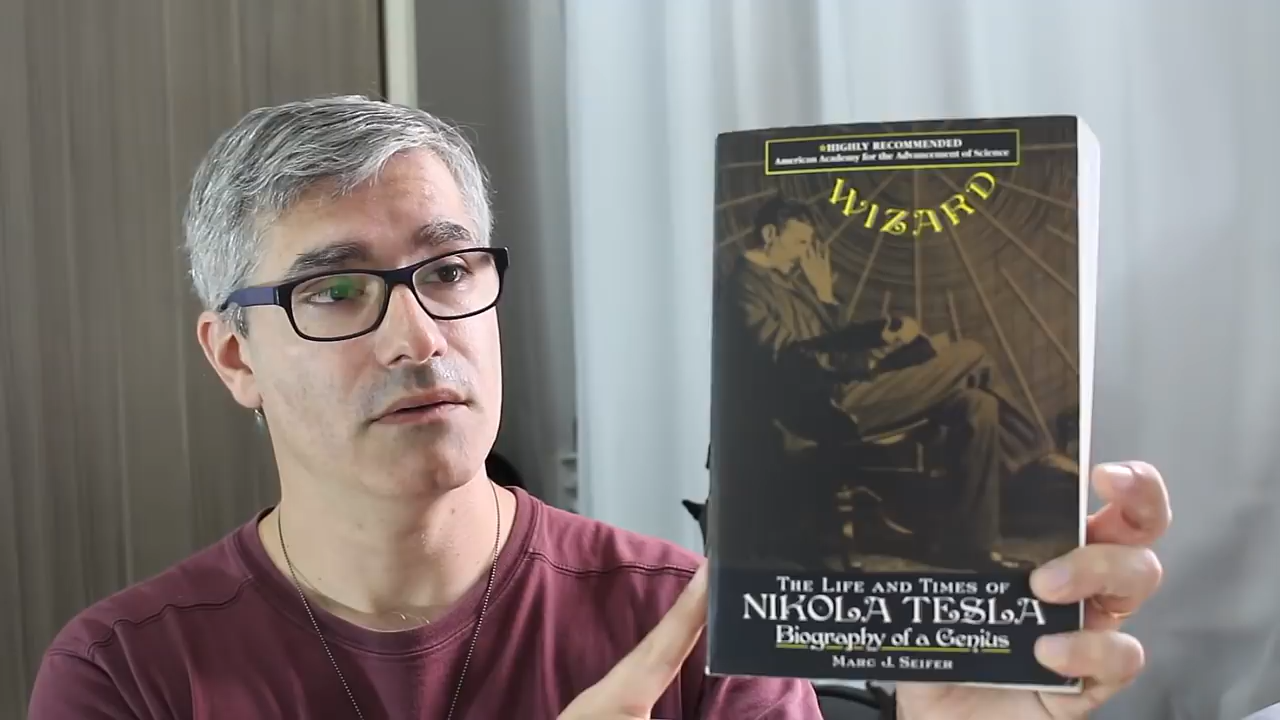 *HIGHLY RECOMMENDED
American Academy for the Advancement of Science
WIZARD
THE LIFE AND TIMES OF
NIKOLA TESLA
Biography of a Genius
MARC J. SEIFER